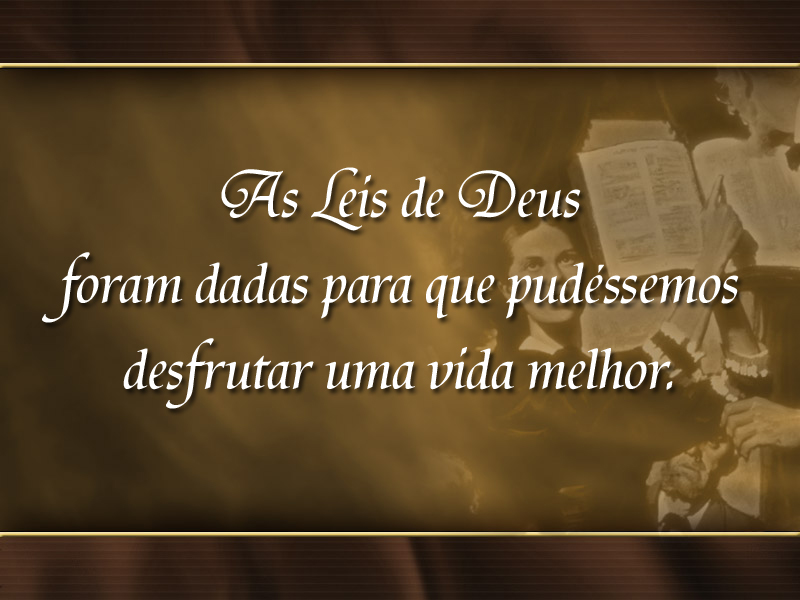 As Leis de Deus
foram dadas para que pudéssemos
desfrutar uma vida melhor.